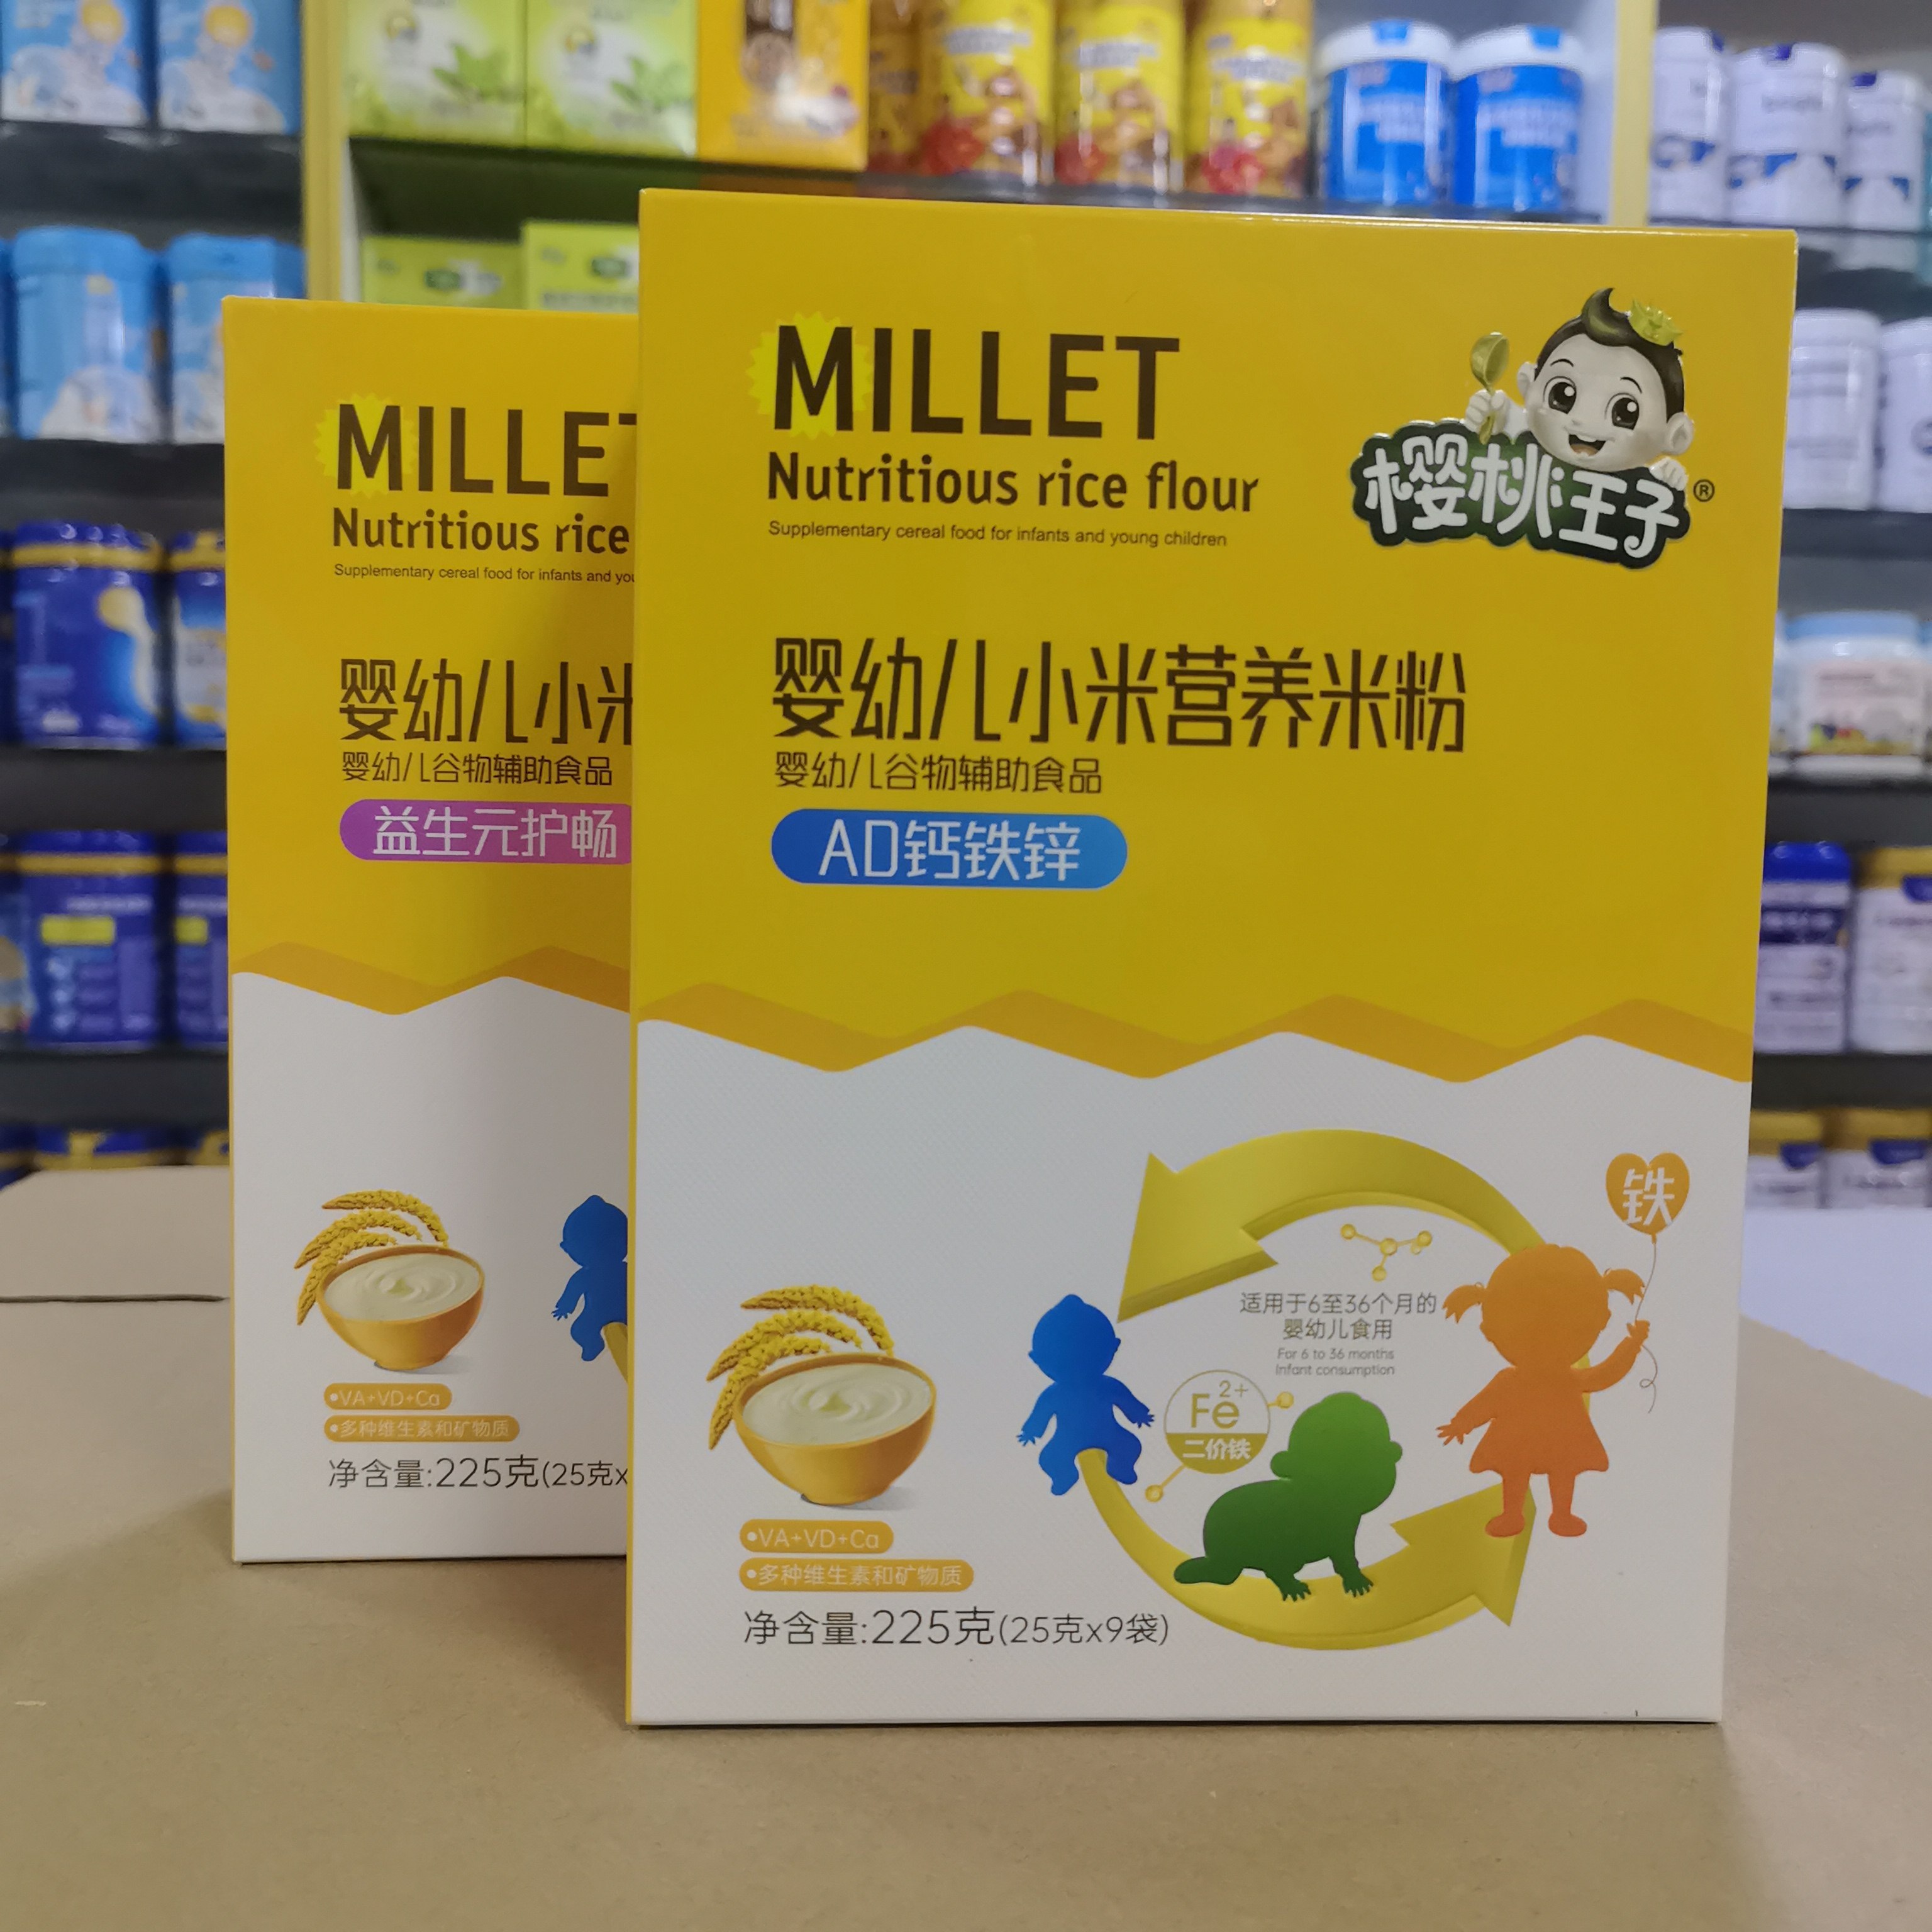 MILLET
Nutritious rice flour
Supplementary cereal food for infants and young children
樱桃王子®
婴幼儿小米营养米粉
婴幼儿谷物辅助食品
AD钙铁锌
铁
适用于6至36个月的
婴幼儿食用
For 6 to 36 months
Infant consumption
Fe2+
二价铁
•VA+VD+Ca
•多种维生素和矿物质
净含量:225克(25克x9袋)
MILLET
Nutritious rice
Supplementary cereal food for infants and you
婴幼儿小米
婴幼儿谷物辅助食品
益生元护畅
•VA+VD+Ca
•多种维生素和矿物质
净含量:225克(25克x